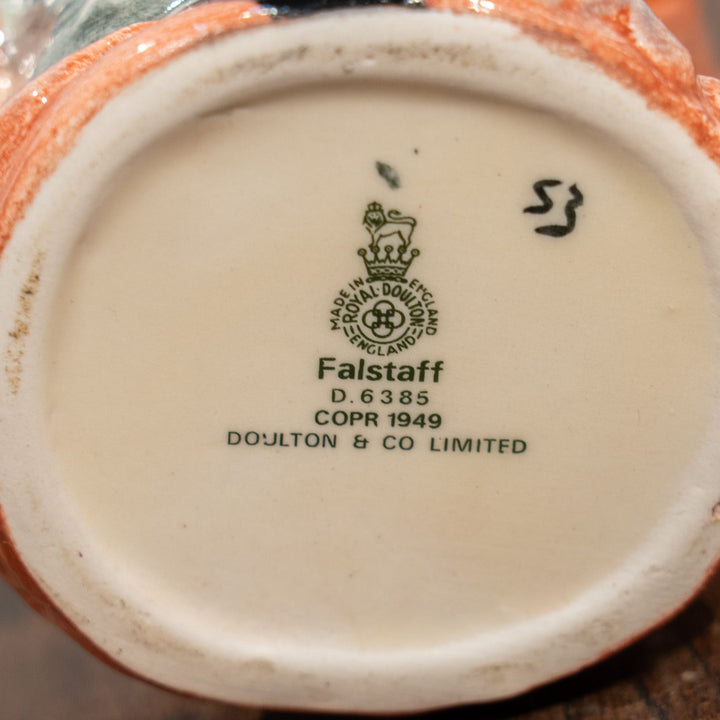 53
MADE IN ENGLAND
ROYAL·DOULTON
ENGLAND
Falstaff
D.6385
COPR 1949
DOULTON & CO LIMITED